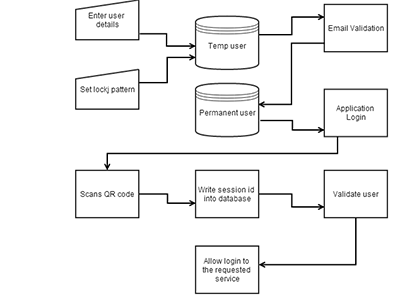 Enter user
details
Temp user
Email Validation
Set lockj pattern
Permanent user
Application
Login
Scans QR code
Write session id
into database
Validate user
Allow login to
the requested
service